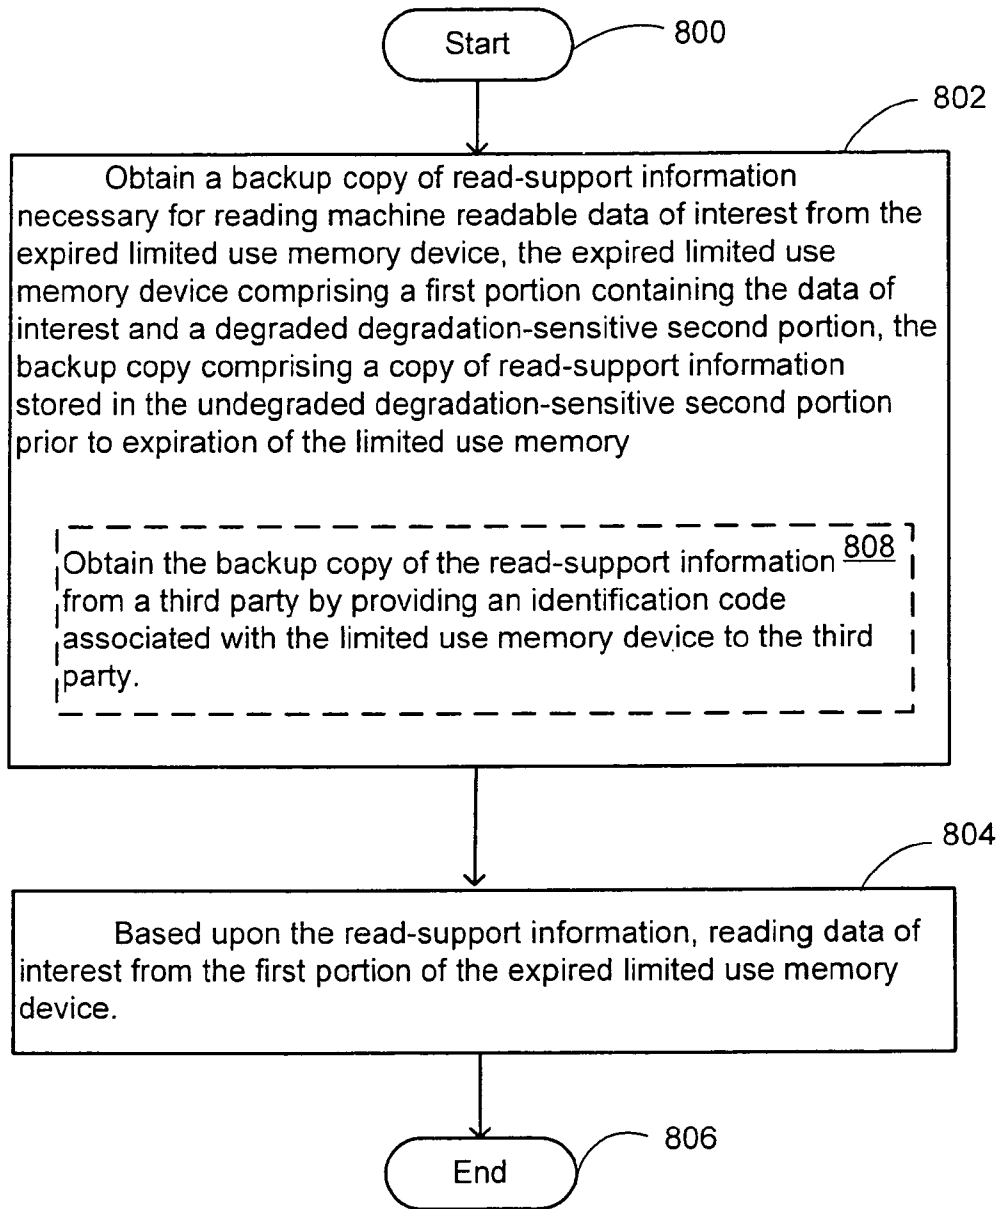 Start
800
802
Obtain a backup copy of read-support information
necessary for reading machine readable data of interest from the
expired limited use memory device, the expired limited use
memory device comprising a first portion containing the data of
interest and a degraded degradation-sensitive second portion, the
backup copy comprising a copy of read-support information
stored in the undegraded degradation-sensitive second portion
prior to expiration of the limited use memory
Obtain the backup copy of the read-support information 808
from a third party by providing an identification code
associated with the limited use memory device to the third
party.
804
Based upon the read-support information, reading data of
interest from the first portion of the expired limited use memory
device.
End
806